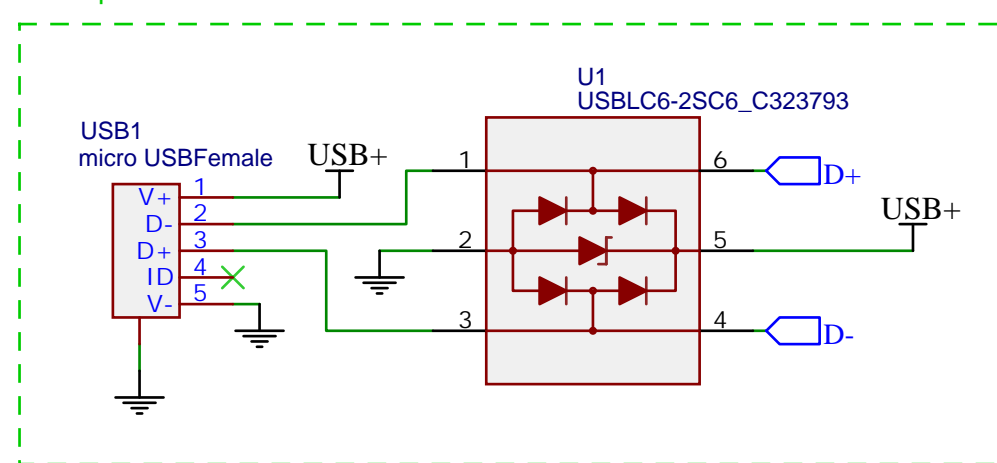 U1
USBLC6-2SC6_C323793
USB1
micro USBFemale
USB+
V+ 1
D- 2
D+ 3
ID 4
V- 5
1
2
3
6
5
4
D+
USB+
D-